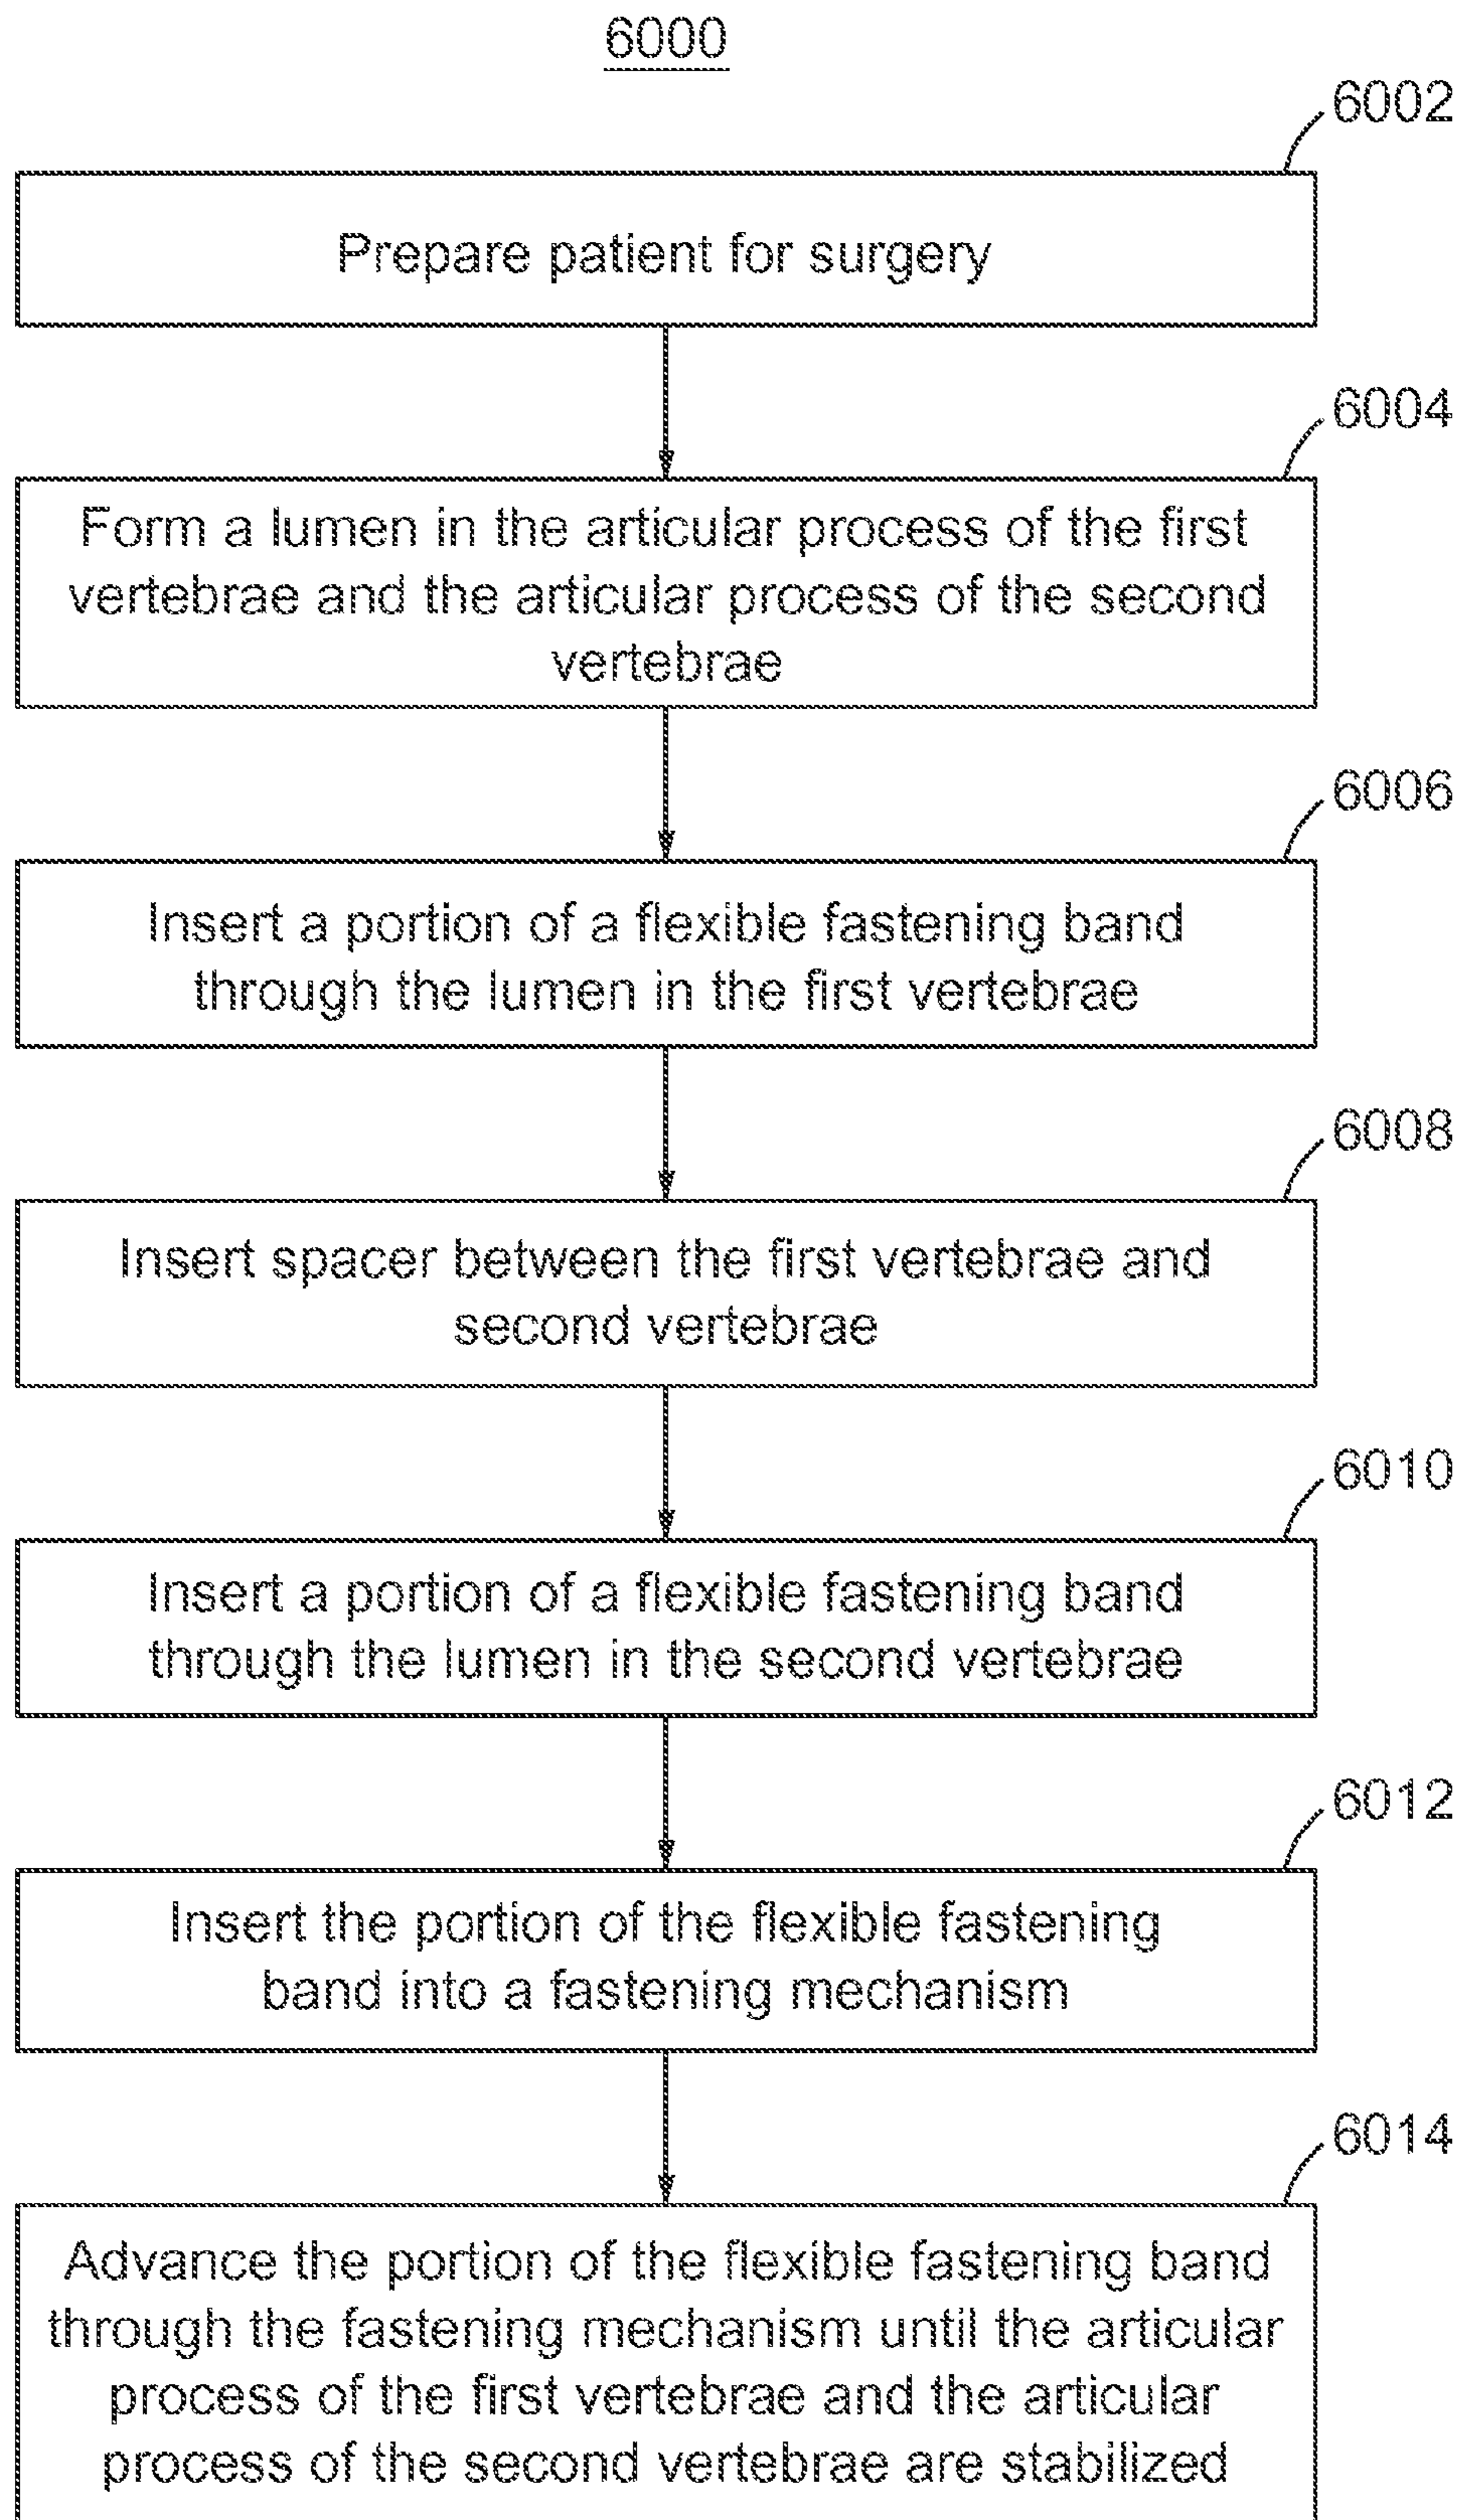 6000
6002
Prepare patient for surgery
6004
Form a lumen in the articular process of the first
vertebrae and the articular process of the second
vertebrae
6006
Insert a portion of a flexible fastening band
through the lumen in the first vertebrae
6008
Insert spacer between the first vertebrae and
second vertebrae
6010
Insert a portion of a flexible fastening band
through the lumen in the second vertebrae
6012
Insert the portion of the flexible fastening
band into a fastening mechanism
6014
Advance the portion of the flexible fastening band
through the fastening mechanism until the articular
process of the first vertebrae and the articular
process of the second vertebrae are stabilized